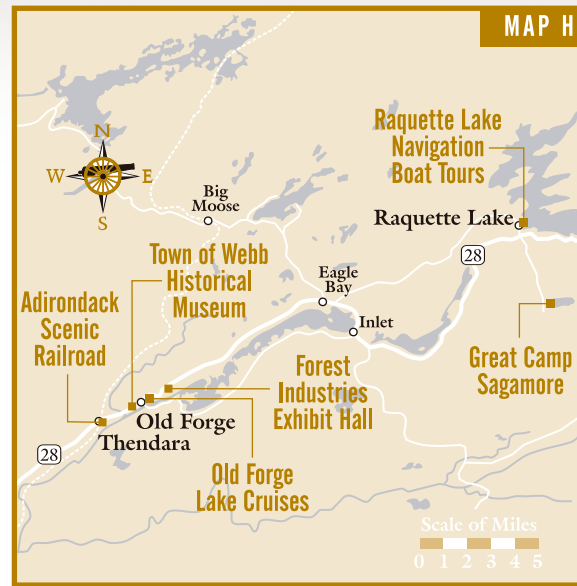 MAP H
Raquette Lake
Navigation
Boat Tours
N
W
E
S
Big
Moose
Raquette Lake
28
Town of Webb
Historical
Museum
Eagle
Bay
Adirondack
Scenic
Railroad
Inlet
Great Camp
Sagamore
Forest
Industries
Exhibit Hall
Old Forge
Thendara
28
Old Forge
Lake Cruises
Scale of Miles
0 1 2 3 4 5